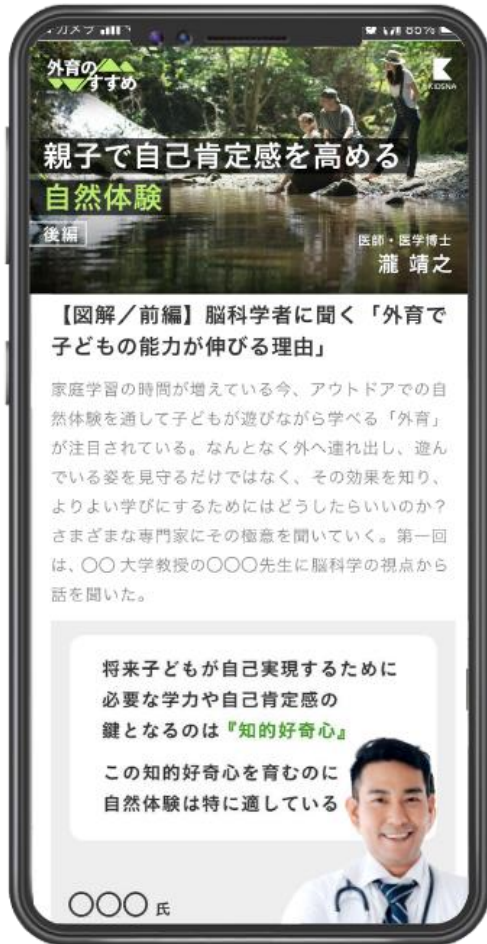 85%
外育の
すすめ
KIDSNA
親子で自己肯定感を高める
自然体験
後編
医師・医学博士
瀧 靖之
【図解／前編】脳科学者に聞く「外育で
子どもの能力が伸びる理由」
家庭学習の時間が増えている今、アウトドアでの自
然体験を通して子どもが遊びながら学べる「外育」
が注目されている。なんとなく外へ連れ出し、遊ん
でいる姿を見守るだけではなく、その効果を知り、
よりよい学びにするためにはどうしたらいいのか？
さまざまな専門家にその極意を聞いていく。第一回
は、〇〇 大学教授の〇〇〇先生に脳科学の視点から
話を聞いた。
将来子どもが自己実現するために
必要な学力や自己肯定感の
鍵となるのは『知的好奇心』
この知的好奇心を育むのに
自然体験は特に適している
〇〇〇 氏